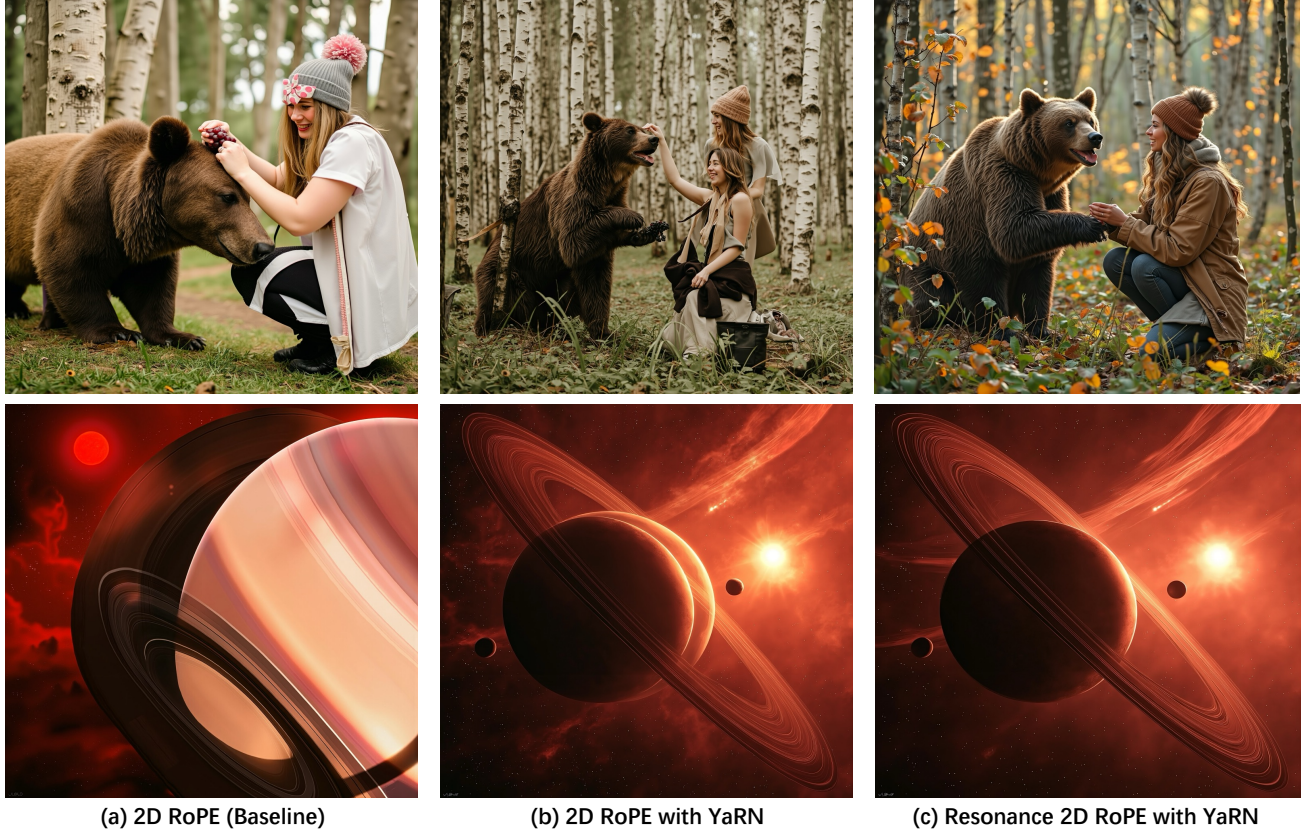 (a) 2D RoPE (Baseline)
(b) 2D RoPE with YaRN
(c) Resonance 2D RoPE with YaRN